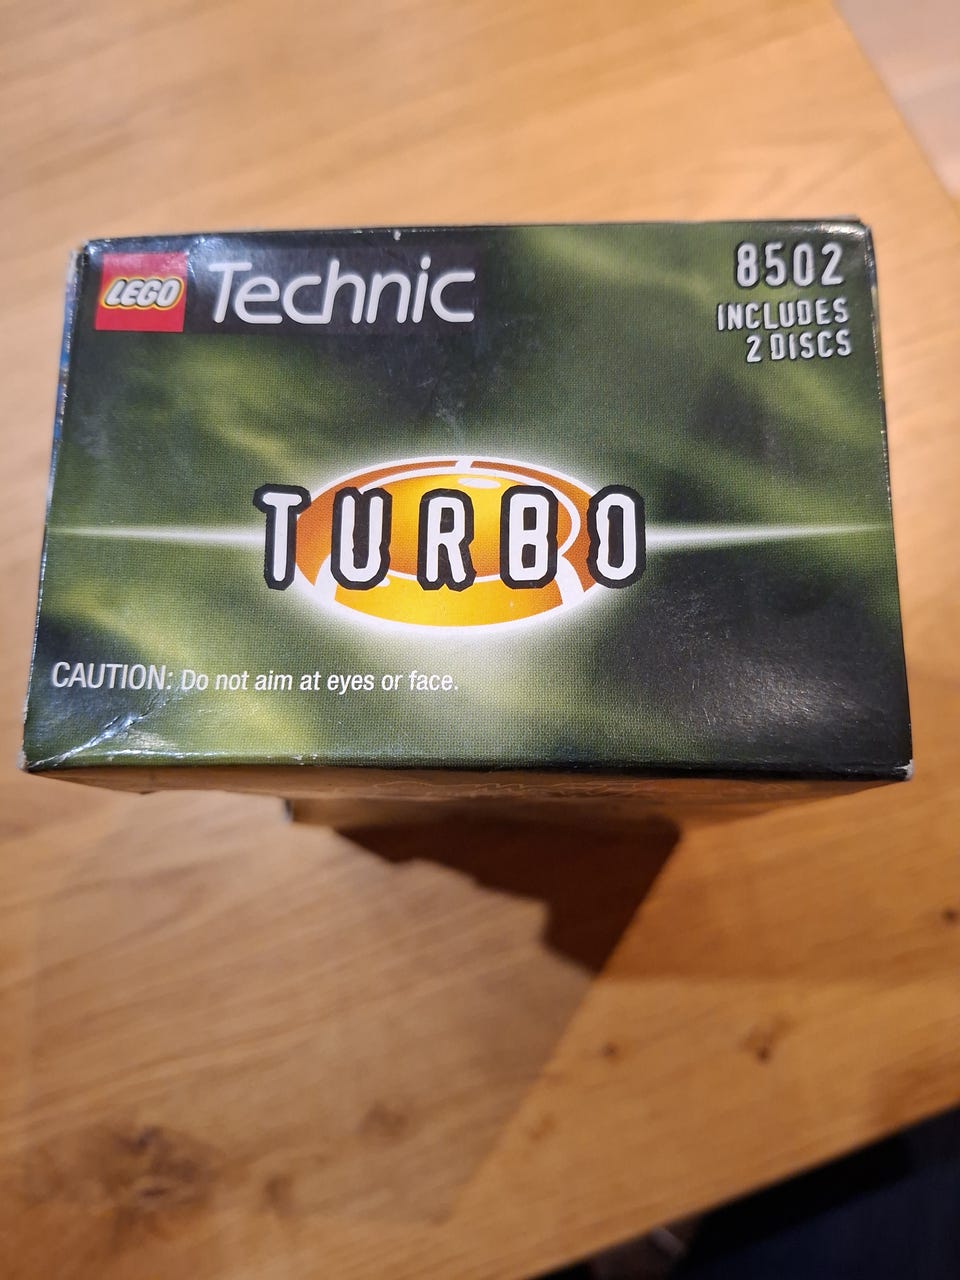 LEGO Technic
8502
INCLUDES
2 DISCS
TURBO
CAUTION: Do not aim at eyes or face.